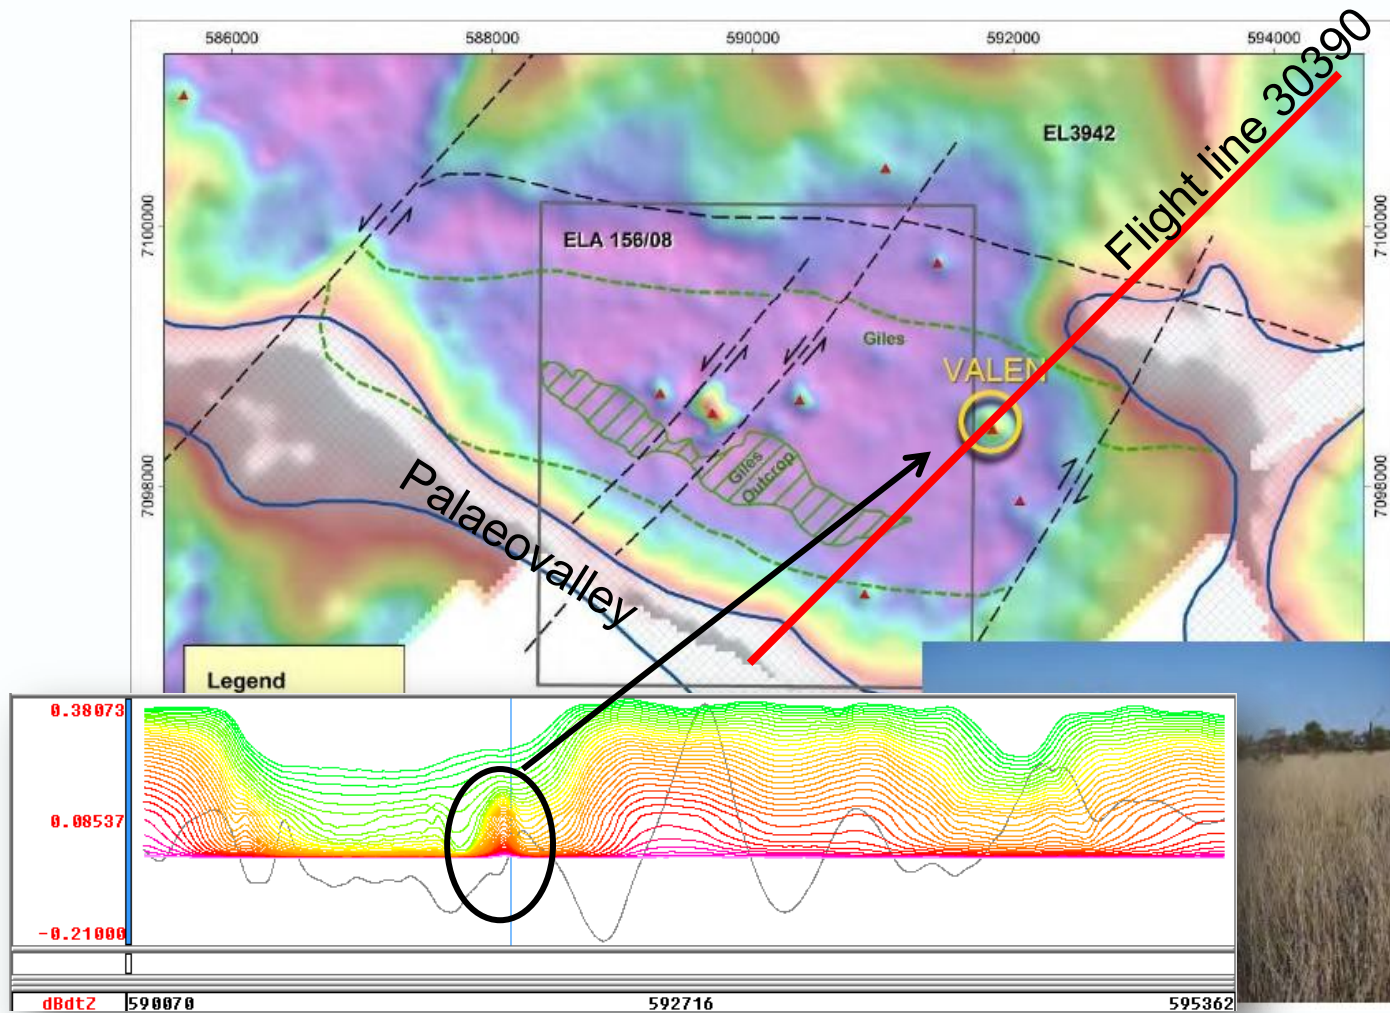 586000 588000 590000 592000 594000
Flight line 30390
EL3942
7100000
7100000
ELA 156/08
Giles
VALEN
Giles
Outcrop
7098000
7098000
Palaeovalley
Legend
0.38073
0.08537
-0.21000
dBdtZ 590070 592716 595362